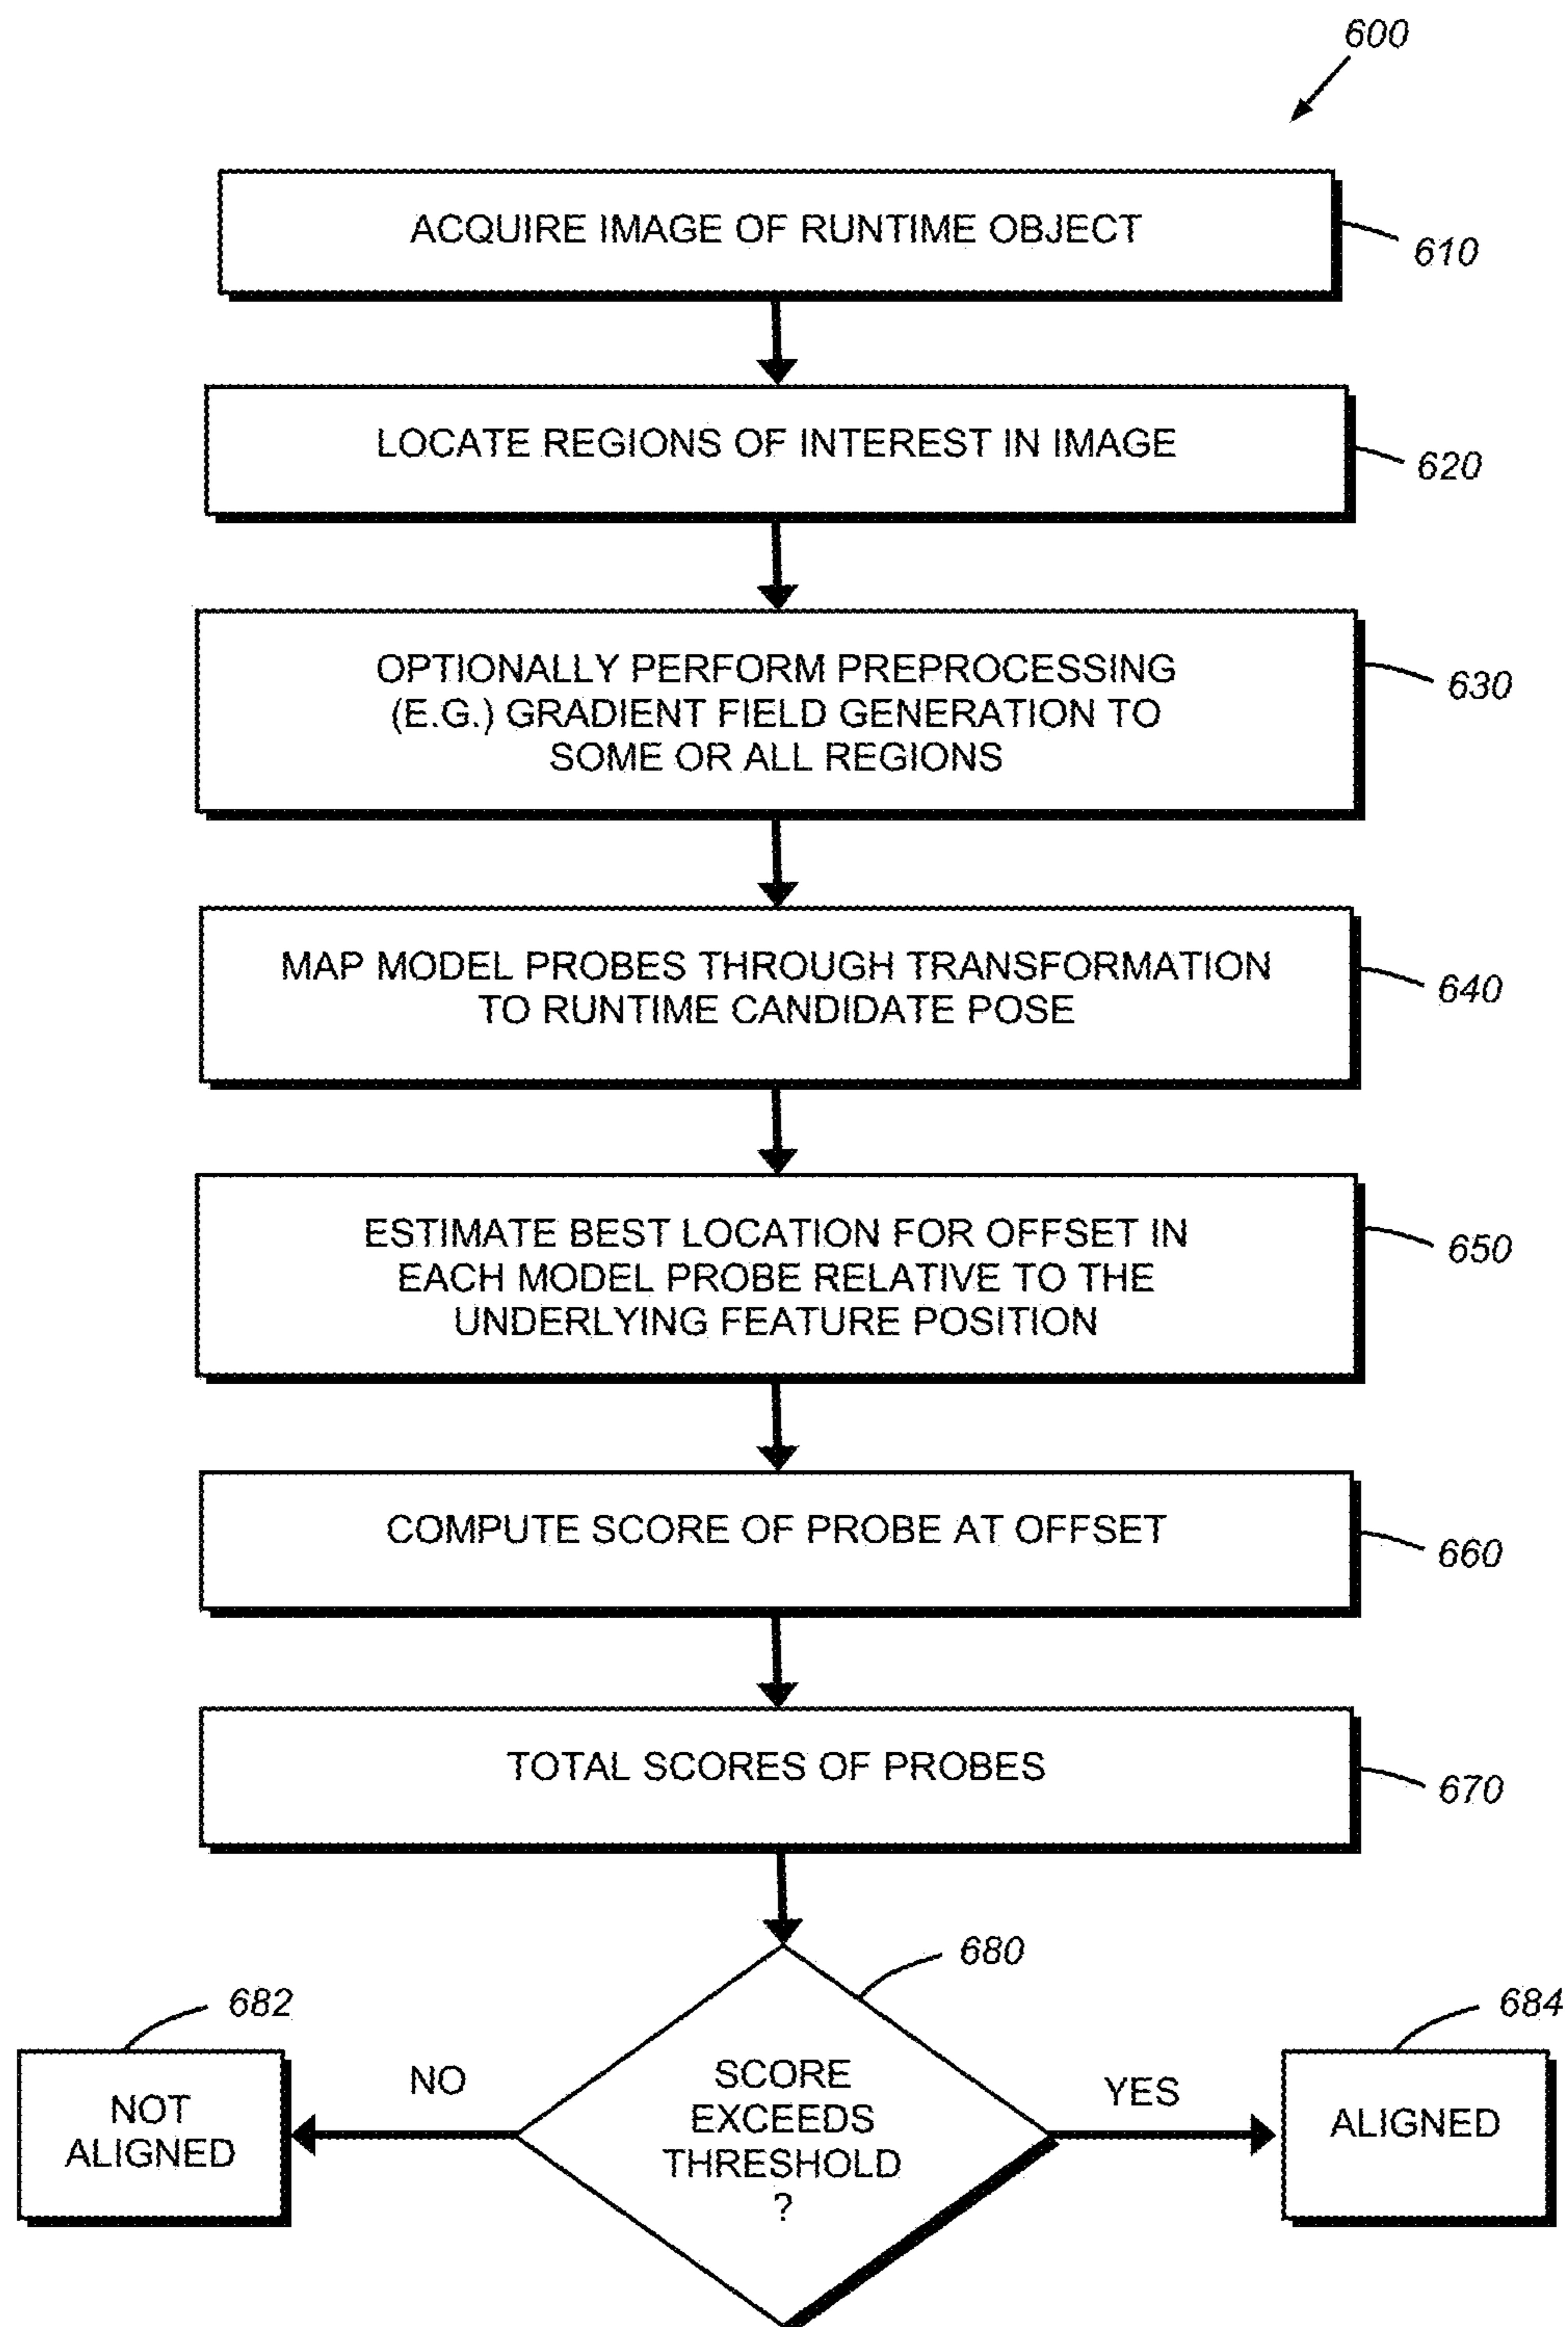 600
ACQUIRE IMAGE OF RUNTIME OBJECT
610
LOCATE REGIONS OF INTEREST IN IMAGE
620
OPTIONALLY PERFORM PREPROCESSING
(E.G.) GRADIENT FIELD GENERATION TO
SOME OR ALL REGIONS
630
MAP MODEL PROBES THROUGH TRANSFORMATION
TO RUNTIME CANDIDATE POSE
640
ESTIMATE BEST LOCATION FOR OFFSET IN
EACH MODEL PROBE RELATIVE TO THE
UNDERLYING FEATURE POSITION
650
COMPUTE SCORE OF PROBE AT OFFSET
660
TOTAL SCORES OF PROBES
670
680
SCORE
EXCEEDS
THRESHOLD
?
NO
682
NOT
ALIGNED
YES
684
ALIGNED